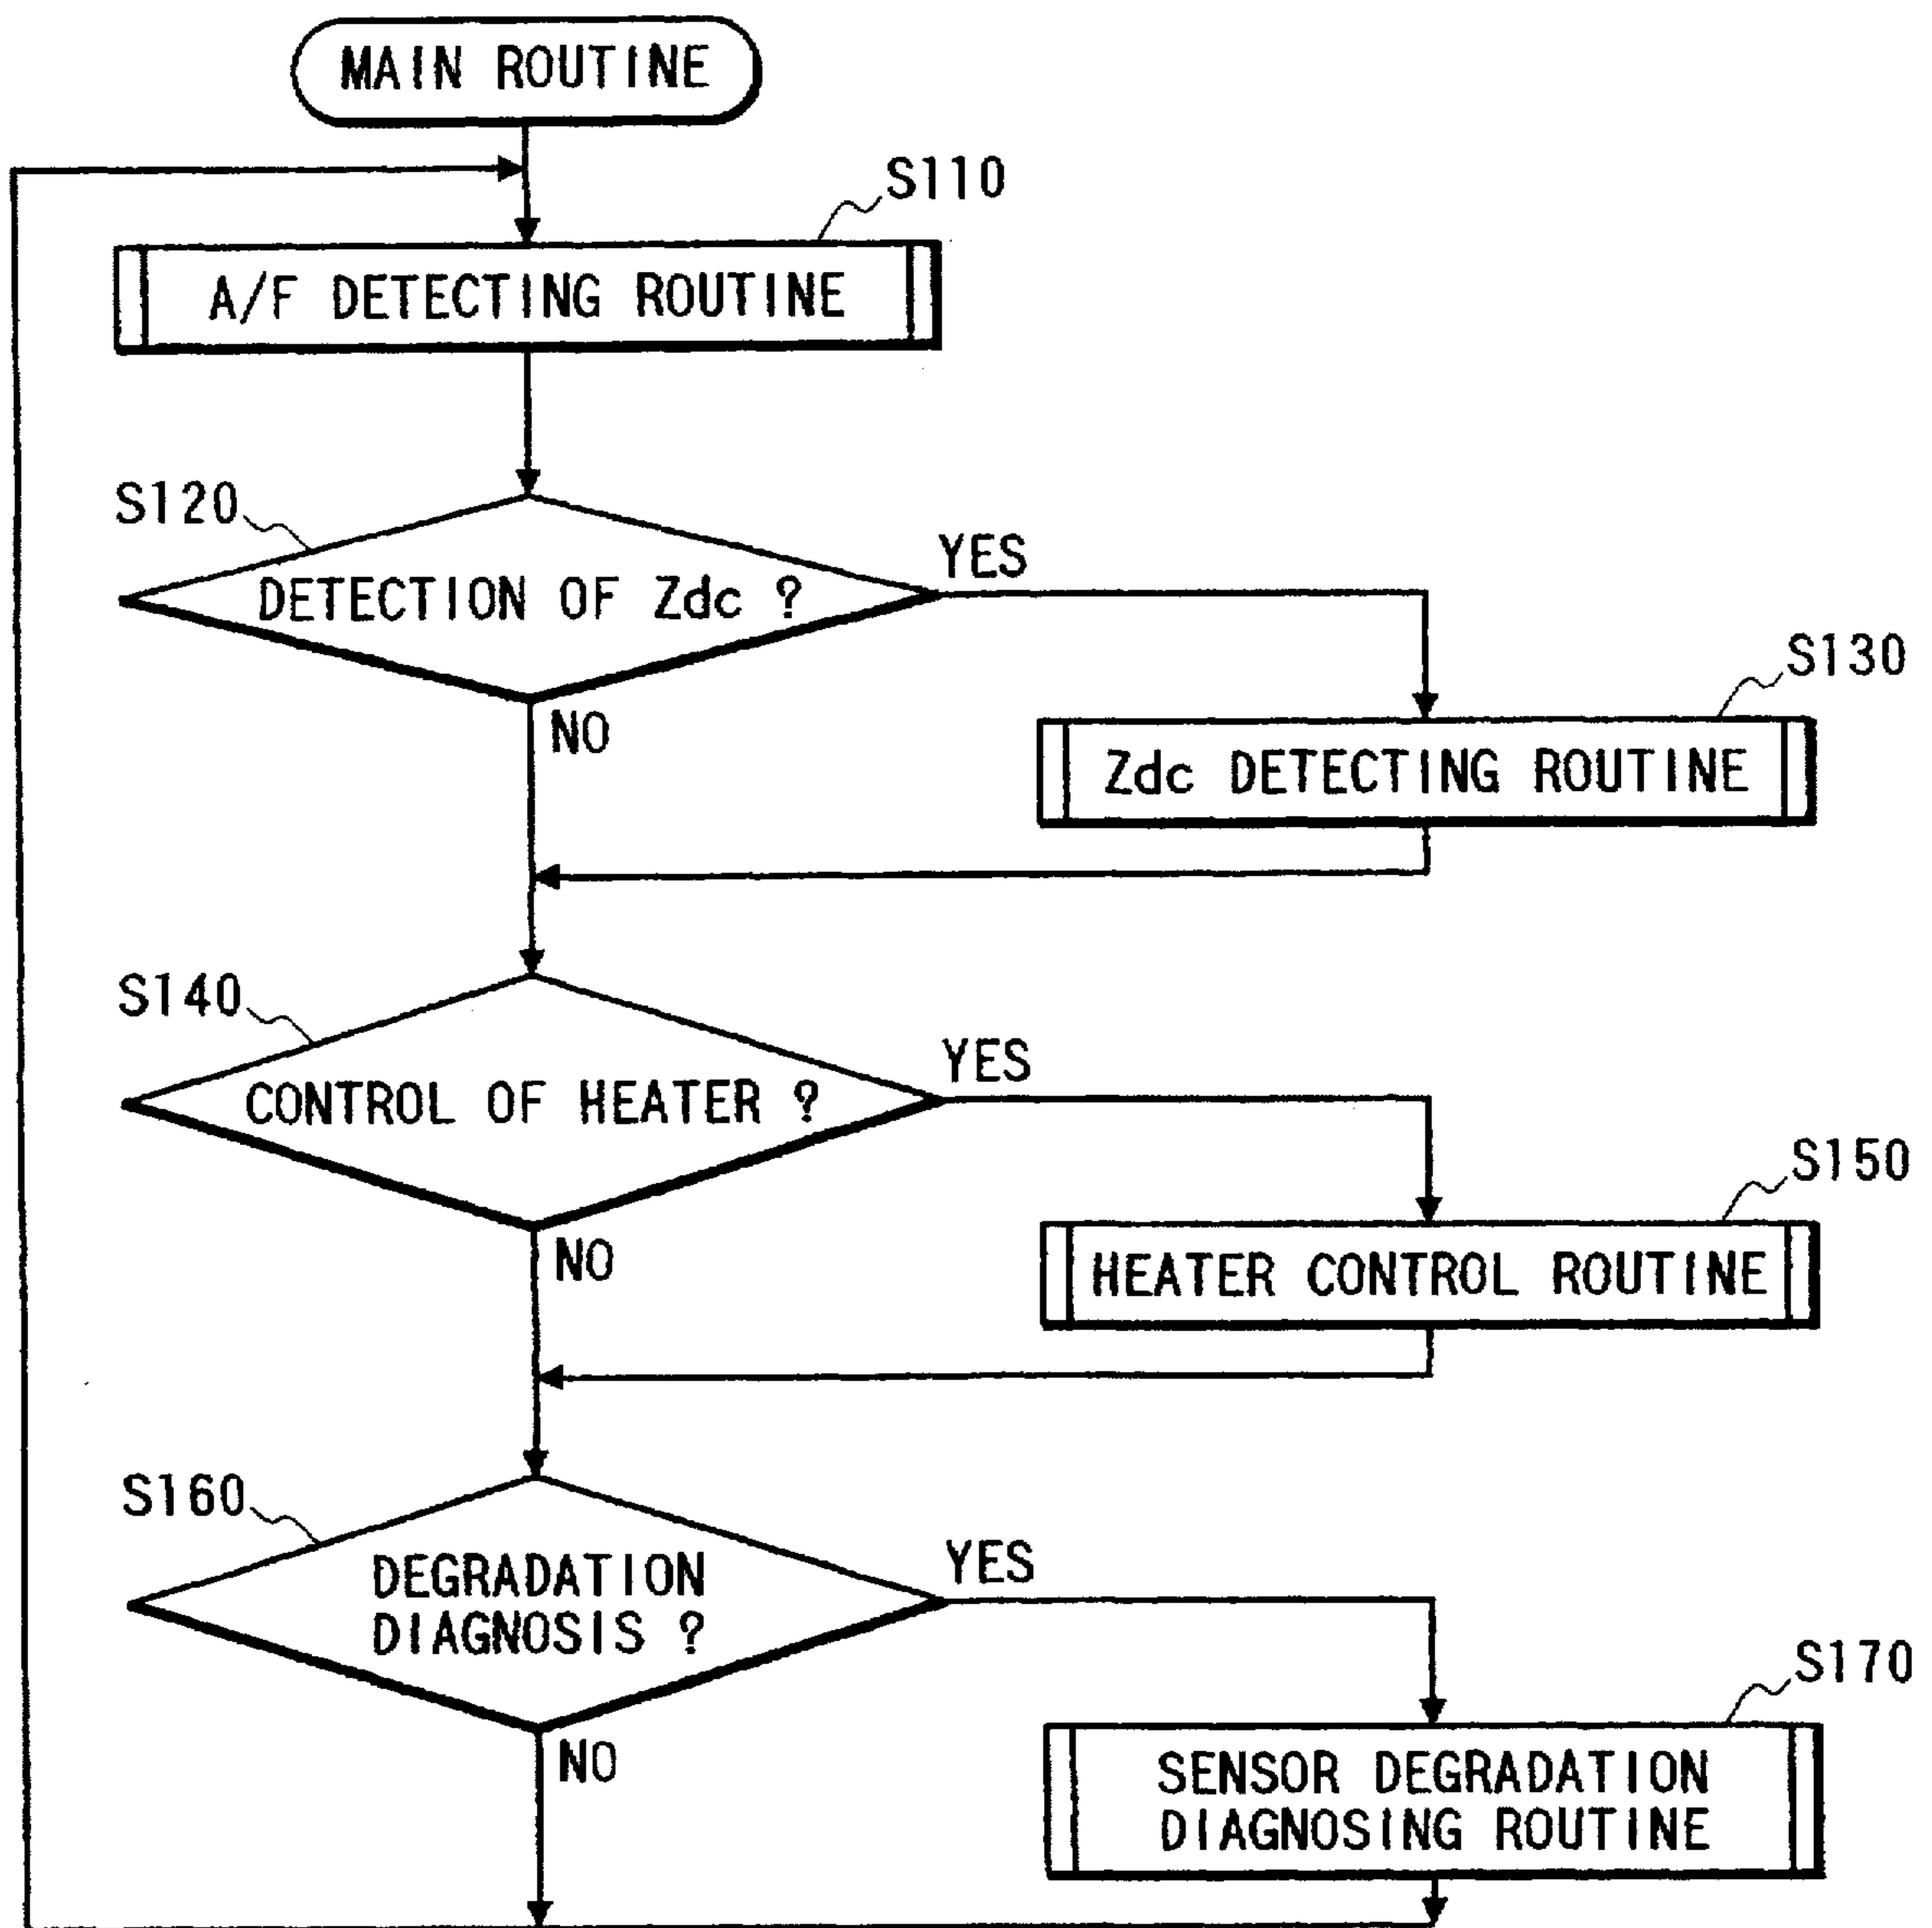 MAIN ROUTINE
S110
A/F DETECTING ROUTINE
S120
DETECTION OF Zdc ?
YES
NO
S130
Zdc DETECTING ROUTINE
S140
CONTROL OF HEATER ?
YES
NO
S150
HEATER CONTROL ROUTINE
S160
DEGRADATION
DIAGNOSIS ?
YES
NO
S170
SENSOR DEGRADATION
DIAGNOSING ROUTINE